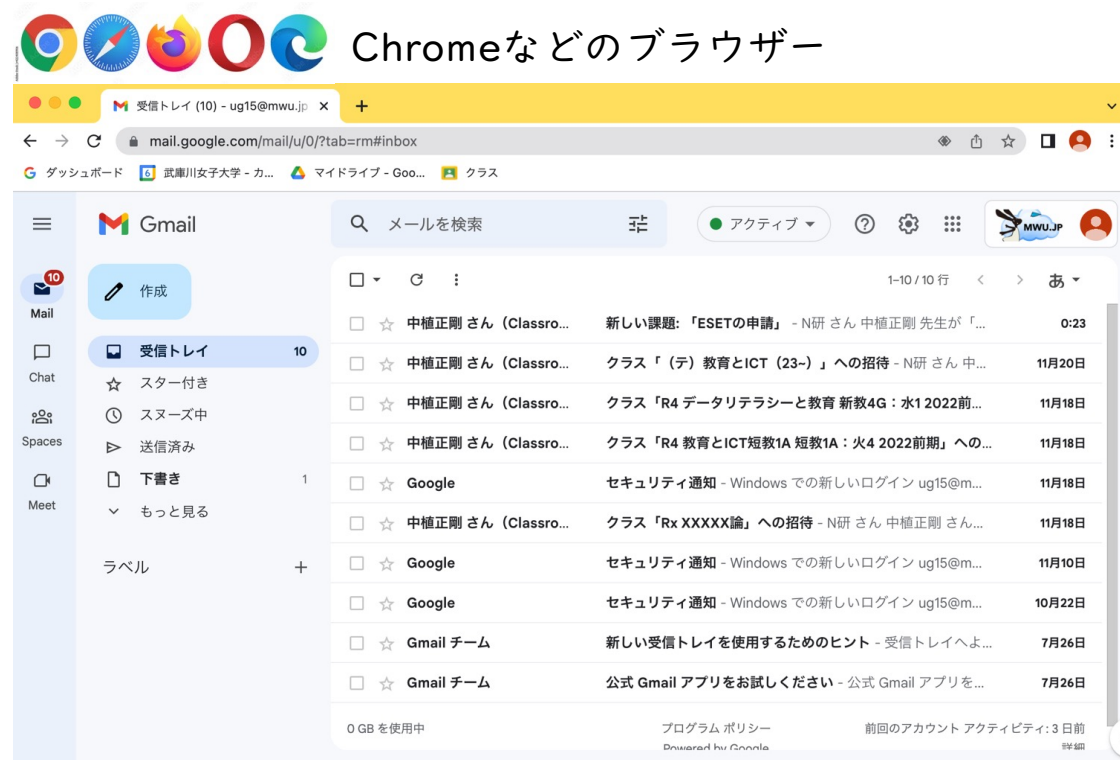 Chromeなどのブラウザー
受信トレイ (10) - ug15@mwu.jp
mail.google.com/mail/u/0/?tab=rm#inbox
ダッシュボード 武庫川女子大学 - カ... マイドライブ - Goo... クラス
Gmail メールを検索 アクティブ MWU.JP
10
Mail
Chat
Spaces
Meet
作成
受信トレイ 10
スター付き
スヌーズ中
送信済み
下書き 1
もっと見る
ラベル
1–10 / 10 行 あ
中植正剛 さん（Classro... 新しい課題: 「ESETの申請」 - N研 さん 中植正剛 先生が「... 0:23
中植正剛 さん（Classro... クラス「（テ）教育とICT（23~）」への招待 - N研 さん 中... 11月20日
中植正剛 さん（Classro... クラス「R4 データリテラシーと教育 新教4G：水1 2022前... 11月18日
中植正剛 さん（Classro... クラス「R4 教育とICT短教1A 短教1A：火4 2022前期」への... 11月18日
Google セキュリティ通知 - Windows での新しいログイン ug15@m... 11月18日
中植正剛 さん（Classro... クラス「Rx XXXXX論」への招待 - N研 さん 中植正剛 さん... 11月18日
Google セキュリティ通知 - Windows での新しいログイン ug15@m... 11月10日
Google セキュリティ通知 - Windows での新しいログイン ug15@m... 10月22日
Gmail チーム 新しい受信トレイを使用するためのヒント - 受信トレイへよ... 7月26日
Gmail チーム 公式 Gmail アプリをお試しください - 公式 Gmail アプリを... 7月26日
0 GB を使用中 プログラム ポリシー 前回のアカウント アクティビティ: 3 日前
Powered by Google 詳細